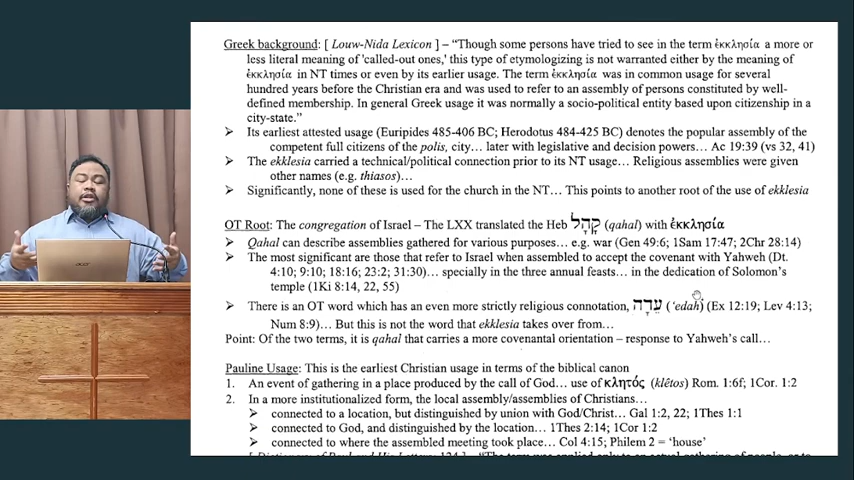 Greek background: [ Louw-Nida Lexicon ] – “Though some persons have tried to see in the term ἐκκλησία a more or
less literal meaning of 'called-out ones,' this type of etymologizing is not warranted either by the meaning of
ἐκκλησία in NT times or even by its earlier usage. The term ἐκκλησία was in common usage for several
hundred years before the Christian era and was used to refer to an assembly of persons constituted by well-
defined membership. In general Greek usage it was normally a socio-political entity based upon citizenship in a
city-state.”
➢ Its earliest attested usage (Euripides 485-406 BC; Herodotus 484-425 BC) denotes the popular assembly of the
competent full citizens of the polis, city… later with legislative and decision powers… Ac 19:39 (vs 32, 41)
➢ The ekklesia carried a technical/political connection prior to its NT usage… Religious assemblies were given
other names (e.g. thiasos)…
➢ Significantly, none of these is used for the church in the NT… This points to another root of the use of ekklesia
OT Root: The congregation of Israel – The LXX translated the Heb קָהָל (qahal) with ἐκκλησία
➢ Qahal can describe assemblies gathered for various purposes… e.g. war (Gen 49:6; 1Sam 17:47; 2Chr 28:14)
➢ The most significant are those that refer to Israel when assembled to accept the covenant with Yahweh (Dt.
4:10; 9:10; 18:16; 23:2; 31:30)… specially in the three annual feasts… in the dedication of Solomon's
temple (1Ki 8:14, 22, 55)
➢ There is an OT word which has an even more strictly religious connotation, עֵדָה (‘edah) (Ex 12:19; Lev 4:13;
Num 8:9)… But this is not the word that ekklesia takes over from…
Point: Of the two terms, it is qahal that carries a more covenantal orientation – response to Yahweh's call…
Pauline Usage: This is the earliest Christian usage in terms of the biblical canon
1. An event of gathering in a place produced by the call of God… use of κλητός (klêtos) Rom. 1:6f; 1Cor. 1:2
2. In a more institutionalized form, the local assembly/assemblies of Christians…
➢ connected to a location, but distinguished by union with God/Christ… Gal 1:2, 22; 1Thes 1:1
➢ connected to God, and distinguished by the location… 1Thes 2:14; 1Cor 1:2
➢ connected to where the assembled meeting took place… Col 4:15; Philem 2 = ‘house’
acer